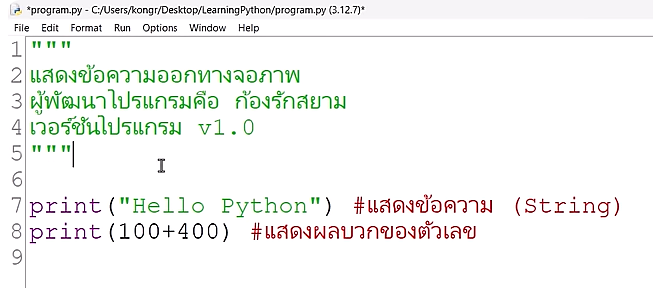 *program.py - C:/Users/kongr/Desktop/LearningPython/program.py (3.12.7)*
File Edit Format Run Options Window Help
1 """
2 แสดงข้อความออกทางจอภาพ
3 ผู้พัฒนาโปรแกรมคือ ก้องรักสยาม
4 เวอร์ชันโปรแกรม v1.0
5 """
6
7 print("Hello Python") #แสดงข้อความ (String)
8 print(100+400) #แสดงผลบวกของตัวเลข
9